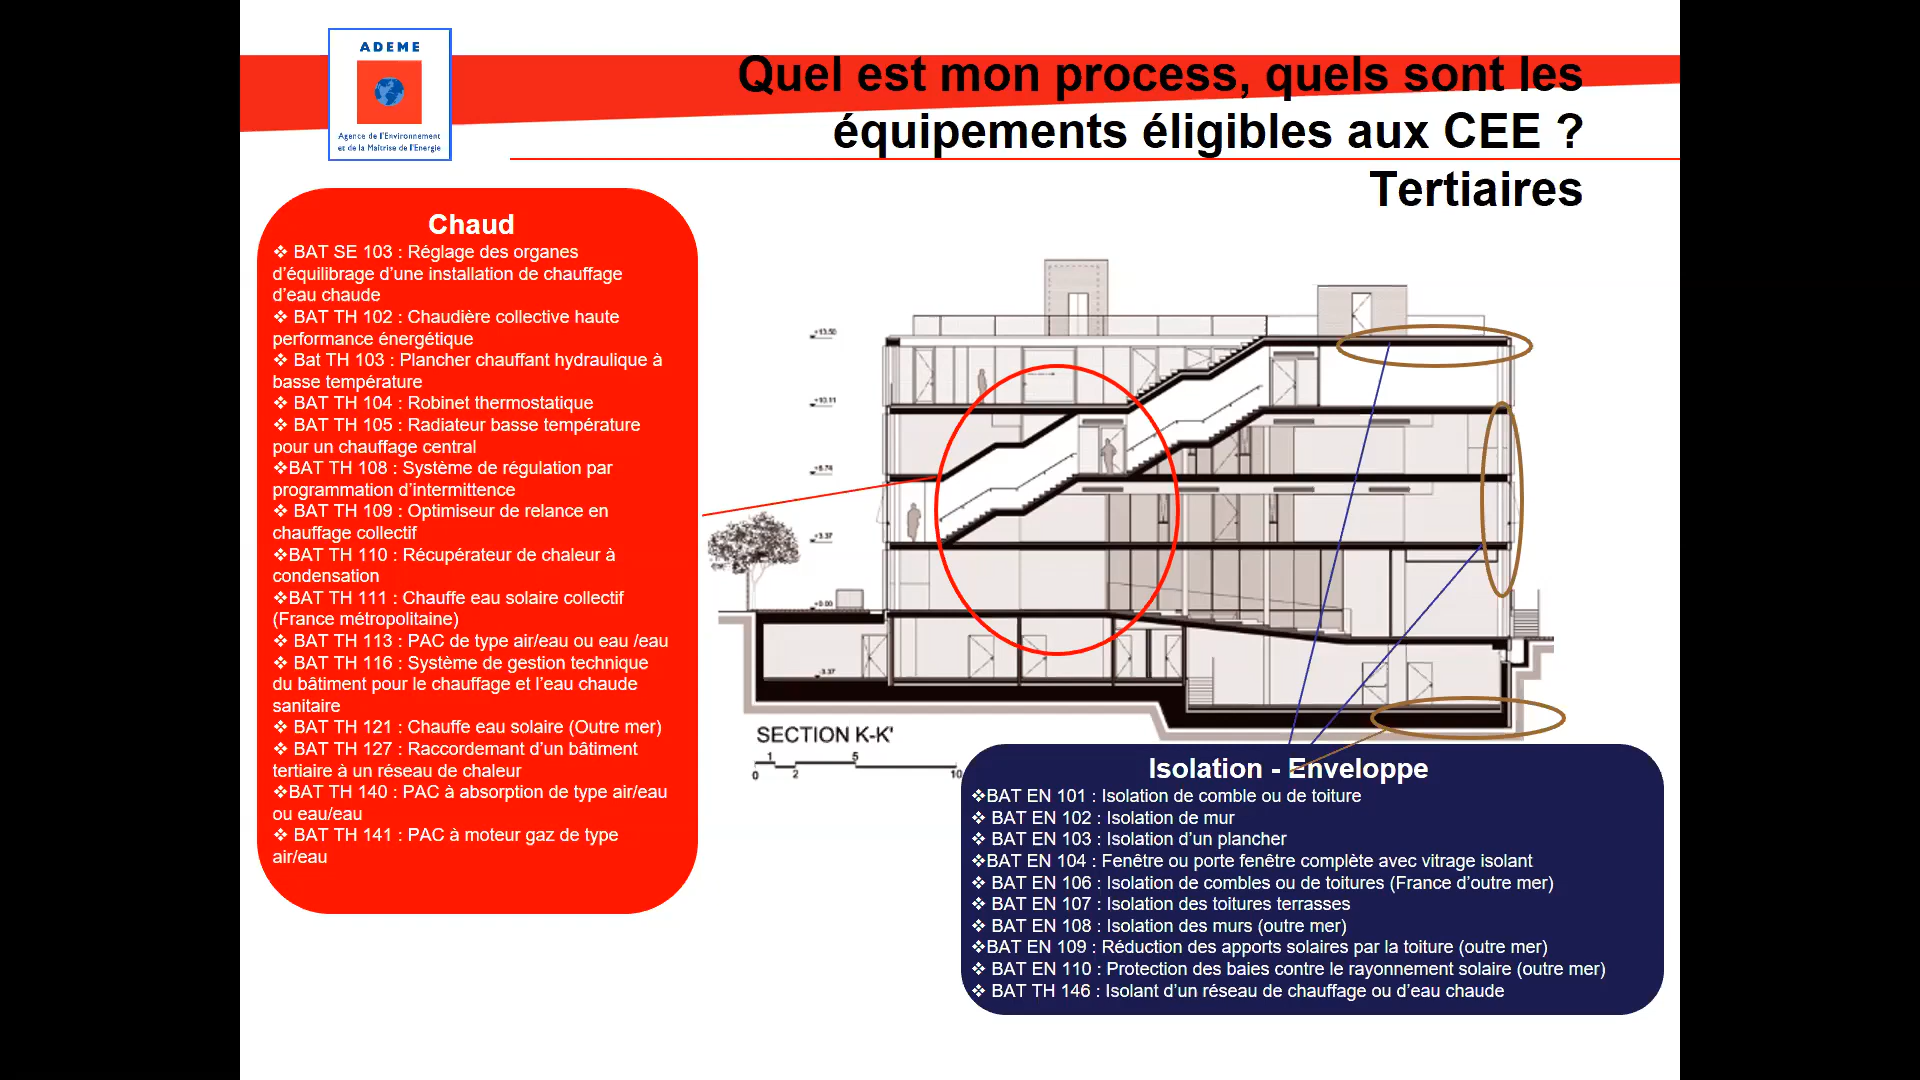 ADEME
Agence de l'Environnement
et de la Maîtrise de l'Energie
Quel est mon process, quels sont les
équipements éligibles aux CEE ?
Tertiaires
Chaud
❖ BAT SE 103 : Réglage des organes
d’équilibrage d’une installation de chauffage
d’eau chaude
❖ BAT TH 102 : Chaudière collective haute
performance énergétique
❖ Bat TH 103 : Plancher chauffant hydraulique à
basse température
❖ BAT TH 104 : Robinet thermostatique
❖ BAT TH 105 : Radiateur basse température
pour un chauffage central
❖BAT TH 108 : Système de régulation par
programmation d’intermittence
❖ BAT TH 109 : Optimiseur de relance en
chauffage collectif
❖BAT TH 110 : Récupérateur de chaleur à
condensation
❖BAT TH 111 : Chauffe eau solaire collectif
(France métropolitaine)
❖ BAT TH 113 : PAC de type air/eau ou eau /eau
❖ BAT TH 116 : Système de gestion technique
du bâtiment pour le chauffage et l’eau chaude
sanitaire
❖ BAT TH 121 : Chauffe eau solaire (Outre mer)
❖ BAT TH 127 : Raccordemant d’un bâtiment
tertiaire à un réseau de chaleur
❖BAT TH 140 : PAC à absorption de type air/eau
ou eau/eau
❖ BAT TH 141 : PAC à moteur gaz de type
air/eau
+13.50
+10.11
+3.37
+0.00
-3.37
SECTION K-K'
1 5
0 2 10
Isolation - Enveloppe
❖BAT EN 101 : Isolation de comble ou de toiture
❖ BAT EN 102 : Isolation de mur
❖ BAT EN 103 : Isolation d’un plancher
❖BAT EN 104 : Fenêtre ou porte fenêtre complète avec vitrage isolant
❖ BAT EN 106 : Isolation de combles ou de toitures (France d’outre mer)
❖ BAT EN 107 : Isolation des toitures terrasses
❖ BAT EN 108 : Isolation des murs (outre mer)
❖BAT EN 109 : Réduction des apports solaires par la toiture (outre mer)
❖ BAT EN 110 : Protection des baies contre le rayonnement solaire (outre mer)
❖ BAT TH 146 : Isolant d’un réseau de chauffage ou d’eau chaude